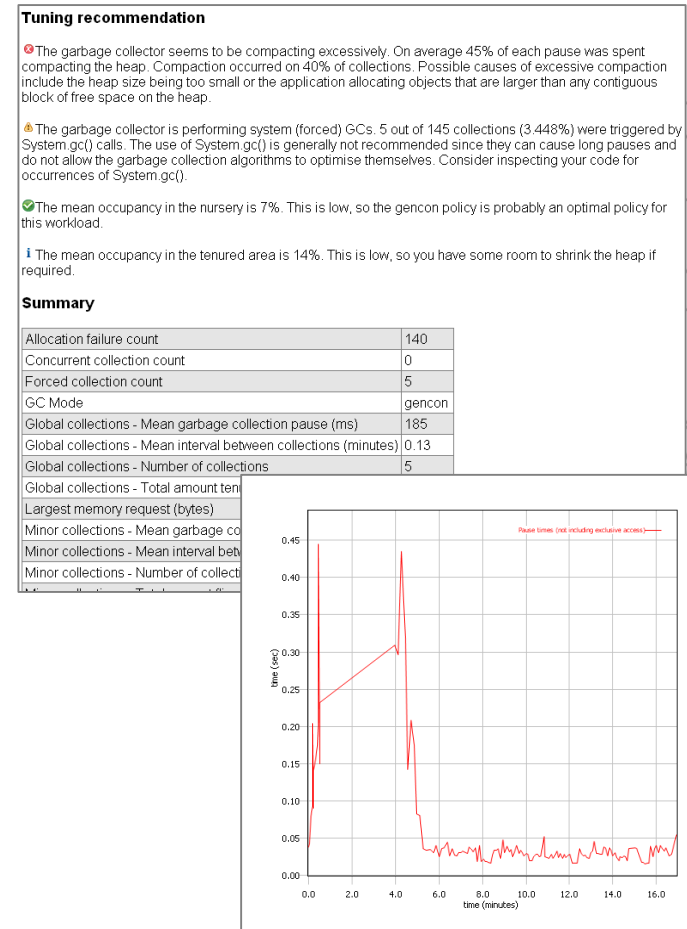 Tuning recommendation
The garbage collector seems to be compacting excessively. On average 45% of each pause was spent
compacting the heap. Compaction occurred on 40% of collections. Possible causes of excessive compaction
include the heap size being too small or the application allocating objects that are larger than any contiguous
block of free space on the heap.
The garbage collector is performing system (forced) GCs. 5 out of 145 collections (3.448%) were triggered by
System.gc() calls. The use of System.gc() is generally not recommended since they can cause long pauses and
do not allow the garbage collection algorithms to optimise themselves. Consider inspecting your code for
occurrences of System.gc().
The mean occupancy in the nursery is 7%. This is low, so the gencon policy is probably an optimal policy for
this workload.
The mean occupancy in the tenured area is 14%. This is low, so you have some room to shrink the heap if
required.
Summary
Allocation failure count 140
Concurrent collection count 0
Forced collection count 5
GC Mode gencon
Global collections - Mean garbage collection pause (ms) 185
Global collections - Mean interval between collections (minutes) 0.13
Global collections - Number of collections 5
Global collections - Total amount ten
Largest memory request (bytes)
Minor collections - Mean garbage co
Minor collections - Mean interval bet
Minor collections - Number of collecti
Pause times (not including exclusive access)
0.45
0.40
0.35
0.30
0.25
0.20
0.15
0.10
0.05
0.00
time (sec)
0.0 2.0 4.0 6.0 8.0 10.0 12.0 14.0 16.0
time (minutes)